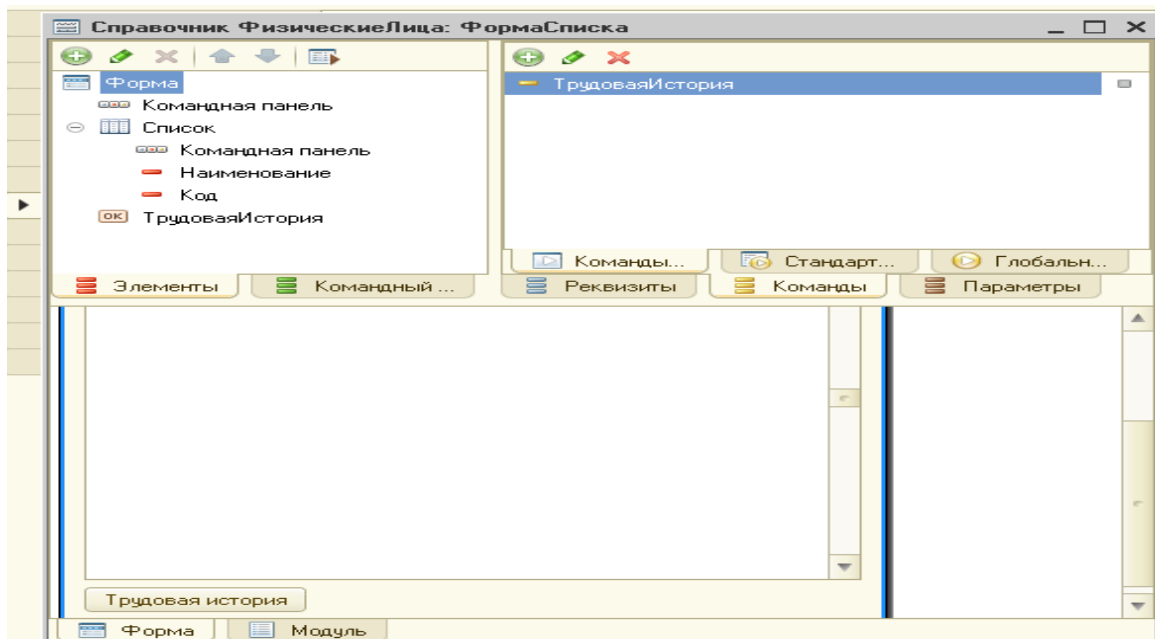 Справочник ФизическиеЛица: ФормаСписка
Форма
Командная панель
Список
Командная панель
Наименование
Код
OK ТрудоваяИстория
Элементы
Командный ...
ТрудоваяИстория
Команды...
Стандарт...
Глобальн...
Реквизиты
Команды
Параметры
Трудовая история
Форма
Модуль